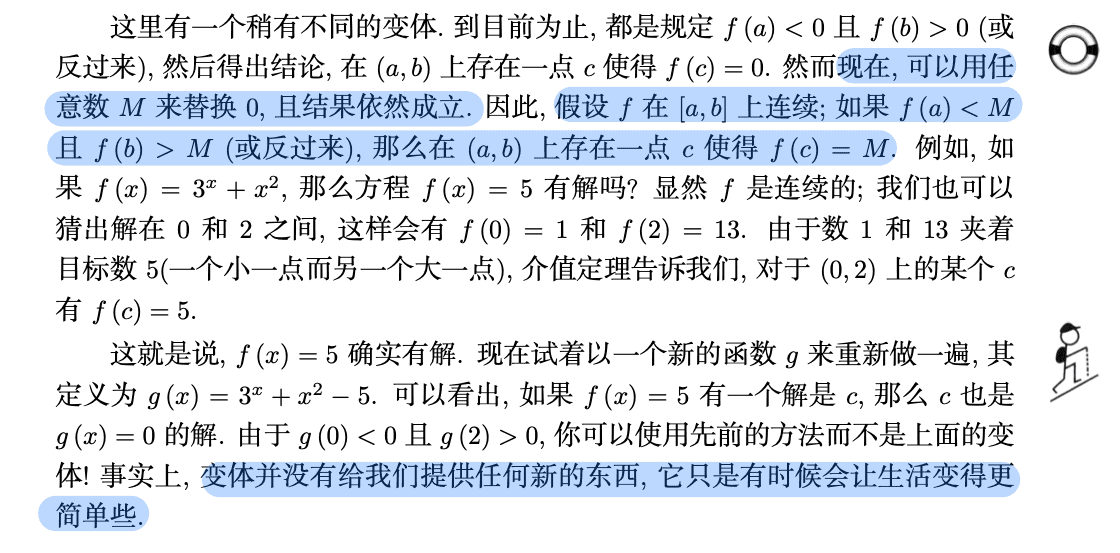 这里有一个稍有不同的变体. 到目前为止, 都是规定 f (a) < 0 且 f (b) > 0 (或
反过来), 然后得出结论, 在 (a, b) 上存在一点 c 使得 f (c) = 0. 然而现在, 可以用任
意数 M 来替换 0, 且结果依然成立. 因此, 假设 f 在 [a, b] 上连续; 如果 f (a) < M
且 f (b) > M (或反过来), 那么在 (a, b) 上存在一点 c 使得 f (c) = M. 例如, 如
果 f (x) = 3ˣ + x², 那么方程 f (x) = 5 有解吗? 显然 f 是连续的; 我们也可以
猜出解在 0 和 2 之间, 这样会有 f (0) = 1 和 f (2) = 13. 由于数 1 和 13 夹着
目标数 5(一个小一点而另一个大一点), 介值定理告诉我们, 对于 (0, 2) 上的某个 c
有 f (c) = 5.
这就是说, f (x) = 5 确实有解. 现在试着以一个新的函数 g 来重新做一遍, 其
定义为 g (x) = 3ˣ + x² − 5. 可以看出, 如果 f (x) = 5 有一个解是 c, 那么 c 也是
g (x) = 0 的解. 由于 g (0) < 0 且 g (2) > 0, 你可以使用先前的方法而不是上面的变
体! 事实上, 变体并没有给我们提供任何新的东西, 它只是有时候会让生活变得更
简单些.